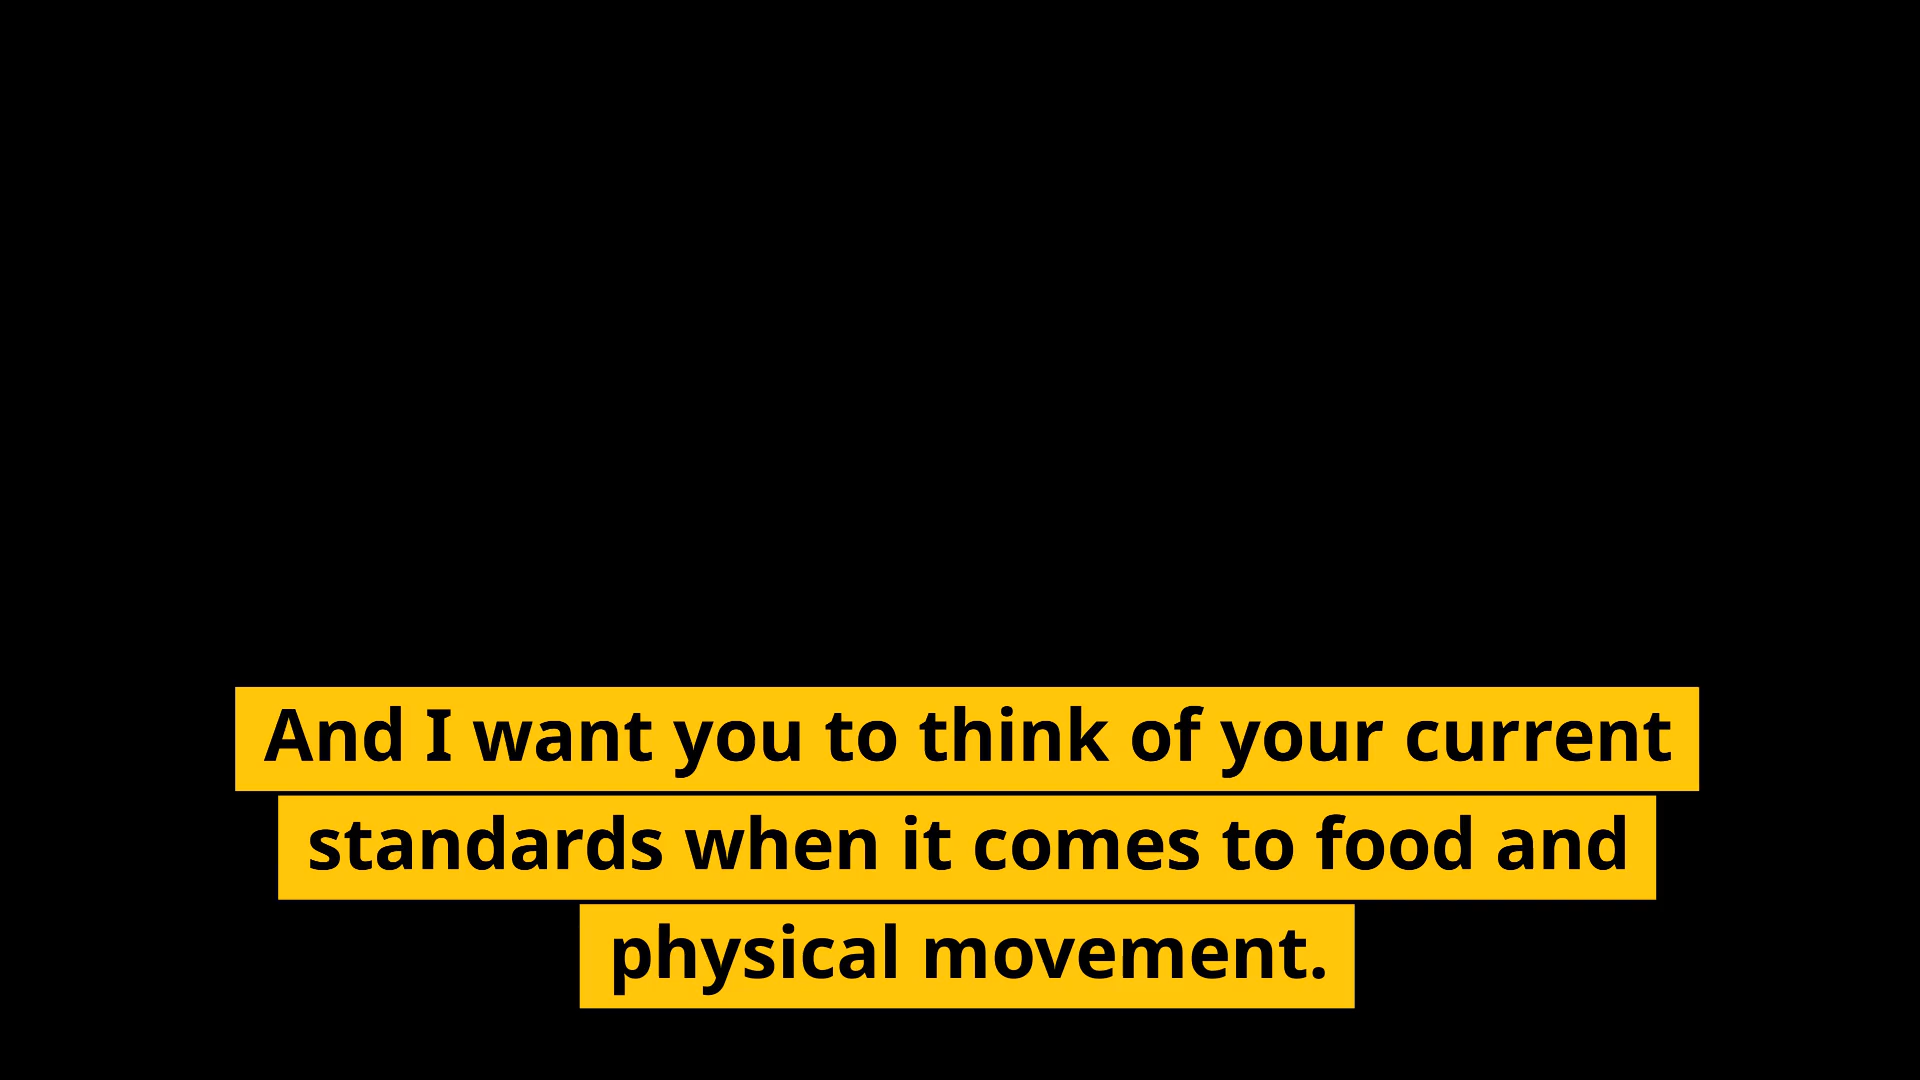 And I want you to think of your current
standards when it comes to food and
physical movement.